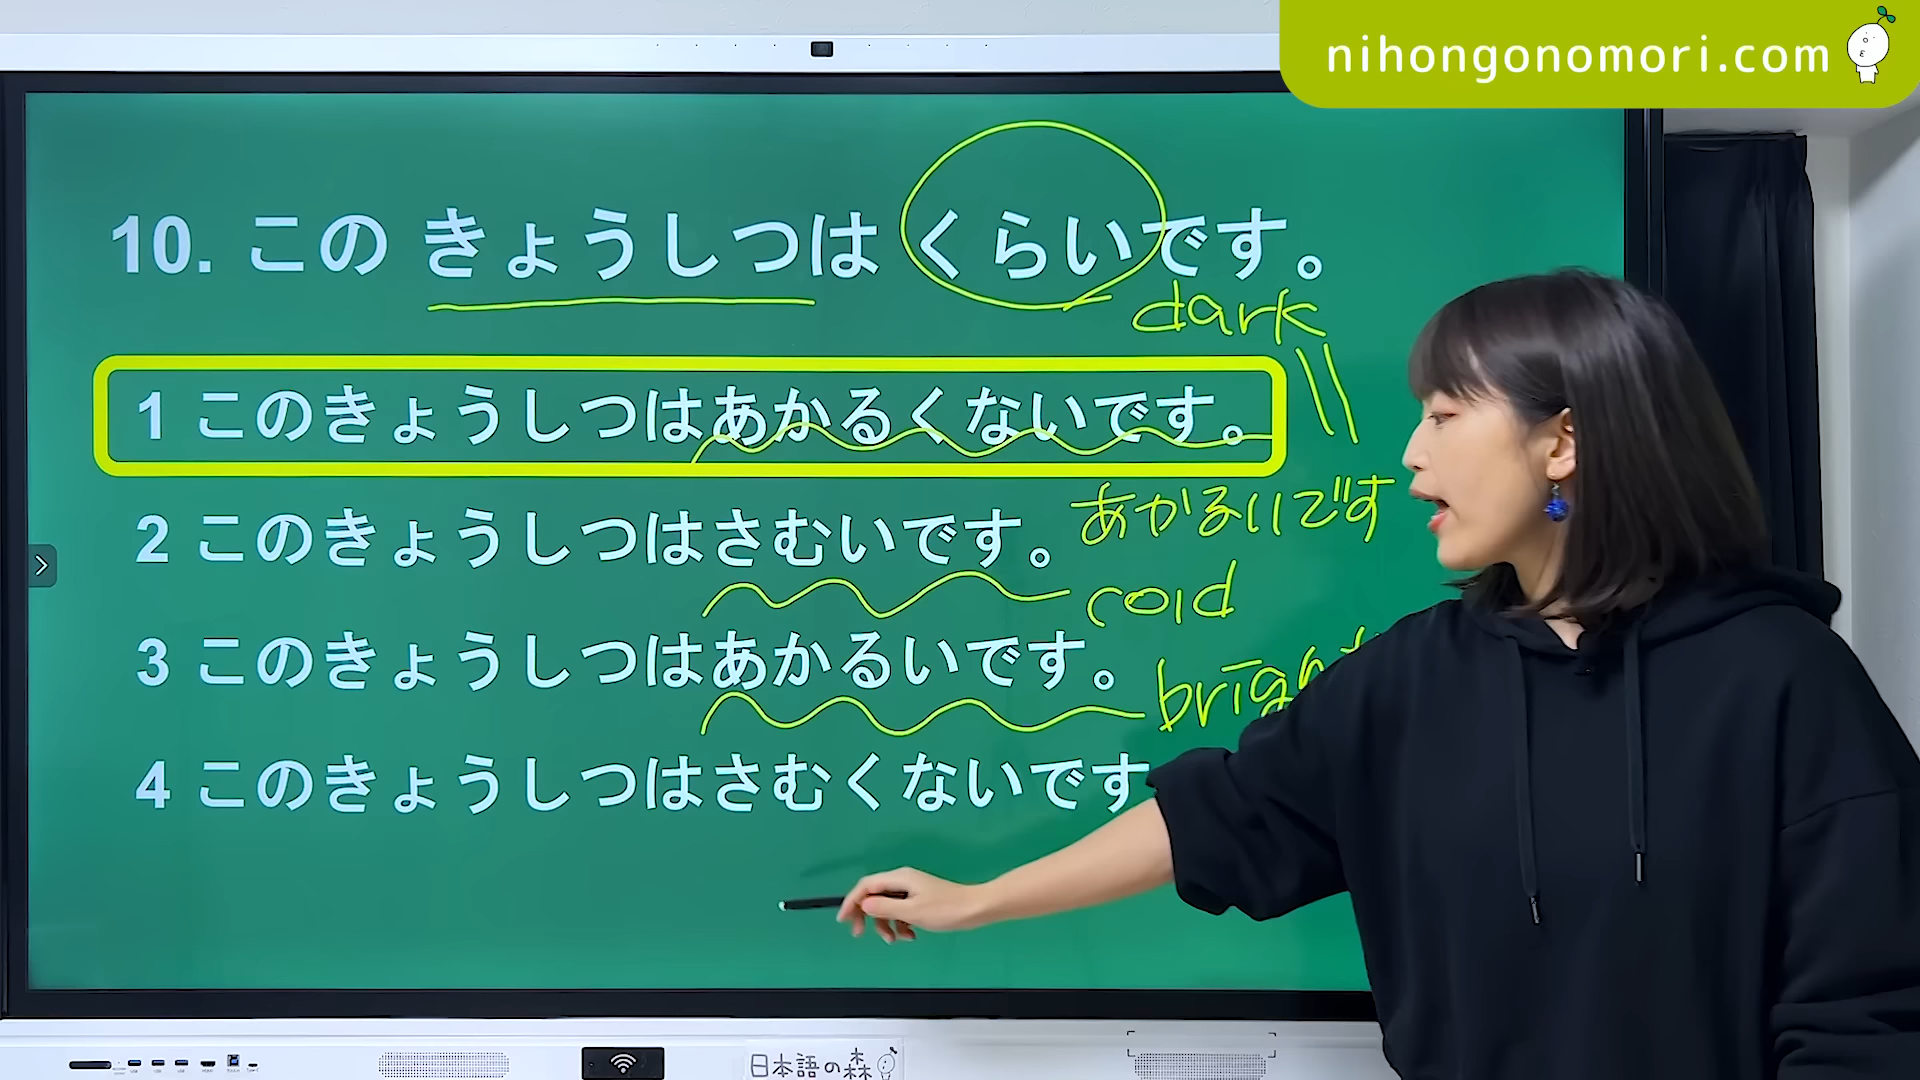 nihongonomori.com
10. この きょうしつは くらいです。
dark
1 このきょうしつはあかるくないです。
あかるいです
2 このきょうしつはさむいです。
cold
3 このきょうしつはあかるいです。
4 このきょうしつはさむくないです
日本語の森